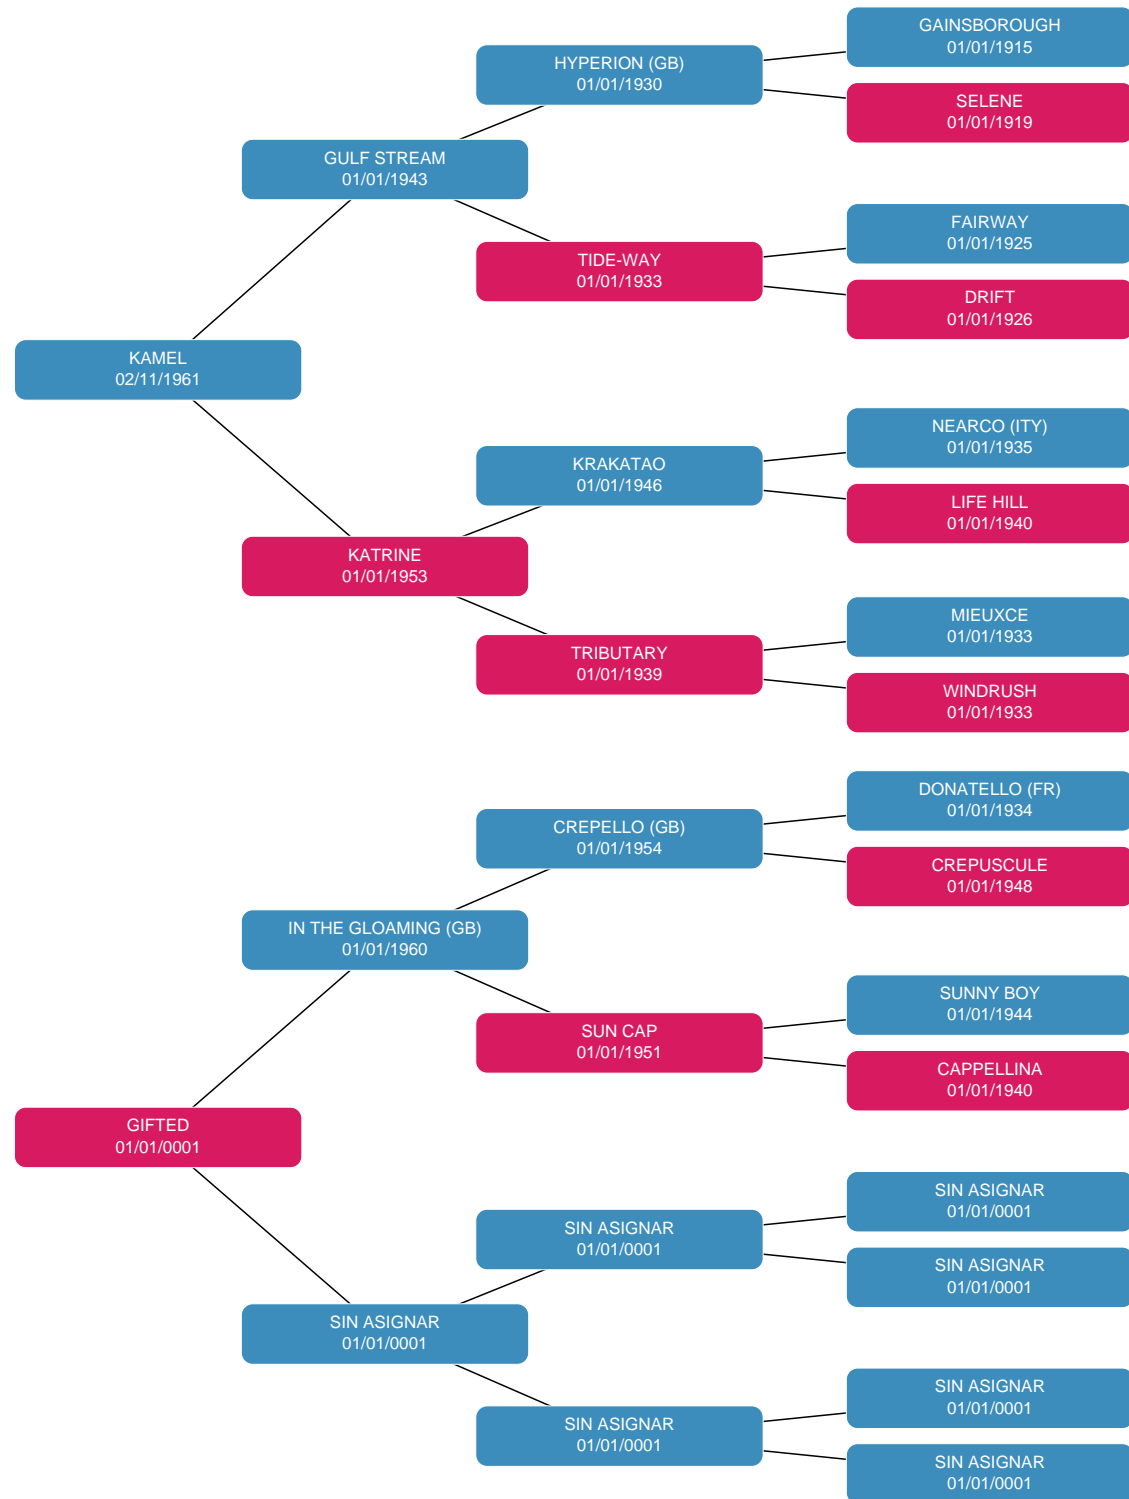 GAINSBOROUGH
01/01/1915
HYPERION (GB)
01/01/1930
SELENE
01/01/1919
GULF STREAM
01/01/1943
FAIRWAY
01/01/1925
TIDE-WAY
01/01/1933
DRIFT
01/01/1926
KAMEL
02/11/1961
NEARCO (ITY)
01/01/1935
KRAKATAO
01/01/1946
LIFE HILL
01/01/1940
KATRINE
01/01/1953
MIEUXCE
01/01/1933
TRIBUTARY
01/01/1939
WINDRUSH
01/01/1933
DONATELLO (FR)
01/01/1934
CREPELLO (GB)
01/01/1954
CREPUSCULE
01/01/1948
IN THE GLOAMING (GB)
01/01/1960
SUNNY BOY
01/01/1944
SUN CAP
01/01/1951
CAPPELLINA
01/01/1940
GIFTED
01/01/0001
SIN ASIGNAR
01/01/0001
SIN ASIGNAR
01/01/0001
SIN ASIGNAR
01/01/0001
SIN ASIGNAR
01/01/0001
SIN ASIGNAR
01/01/0001
SIN ASIGNAR
01/01/0001
SIN ASIGNAR
01/01/0001